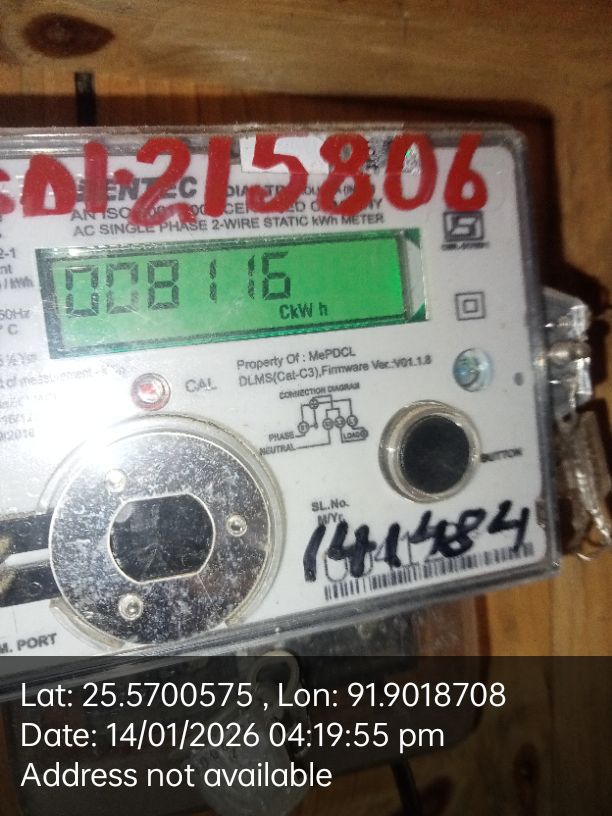 215806
AC SINGLE PHASE 2-WIRE STATIC kWh METER
008116
CkWh
50Hz
Property Of : MePDCL
DLMS(Cat-C3),Firmware Ver.:V01.1.8
CAL
CONNECTION DIAGRAM
PHASE
NEUTRAL
LOAD
BUTTON
SL.No.
M/Yr.
141484
M. PORT
Lat: 25.5700575 , Lon: 91.9018708
Date: 14/01/2026 04:19:55 pm
Address not available